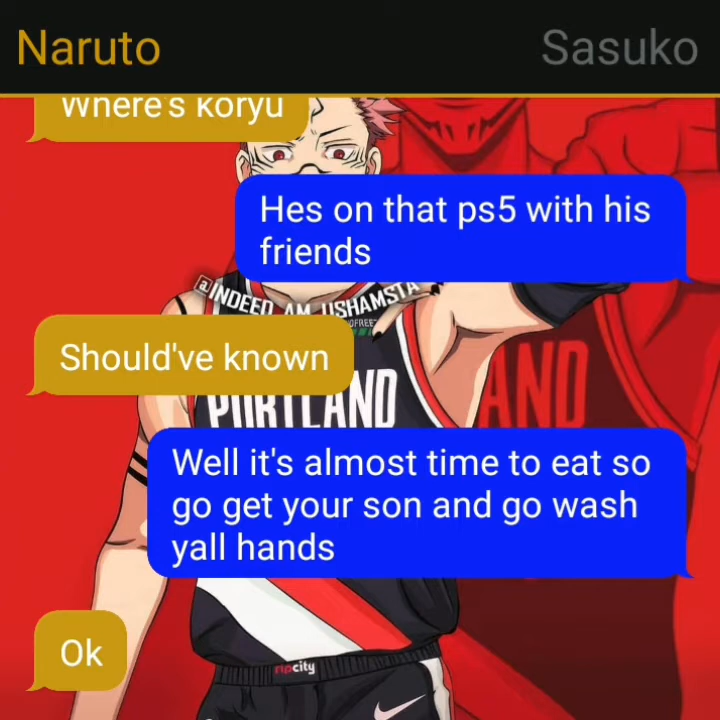 Naruto
Sasuko
Where's koryu
Hes on that ps5 with his
friends
@INDEED_AM_USHAMSTA
Should've known
PORTLAND
AND
Well it's almost time to eat so
go get your son and go wash
yall hands
Ok
ripcity